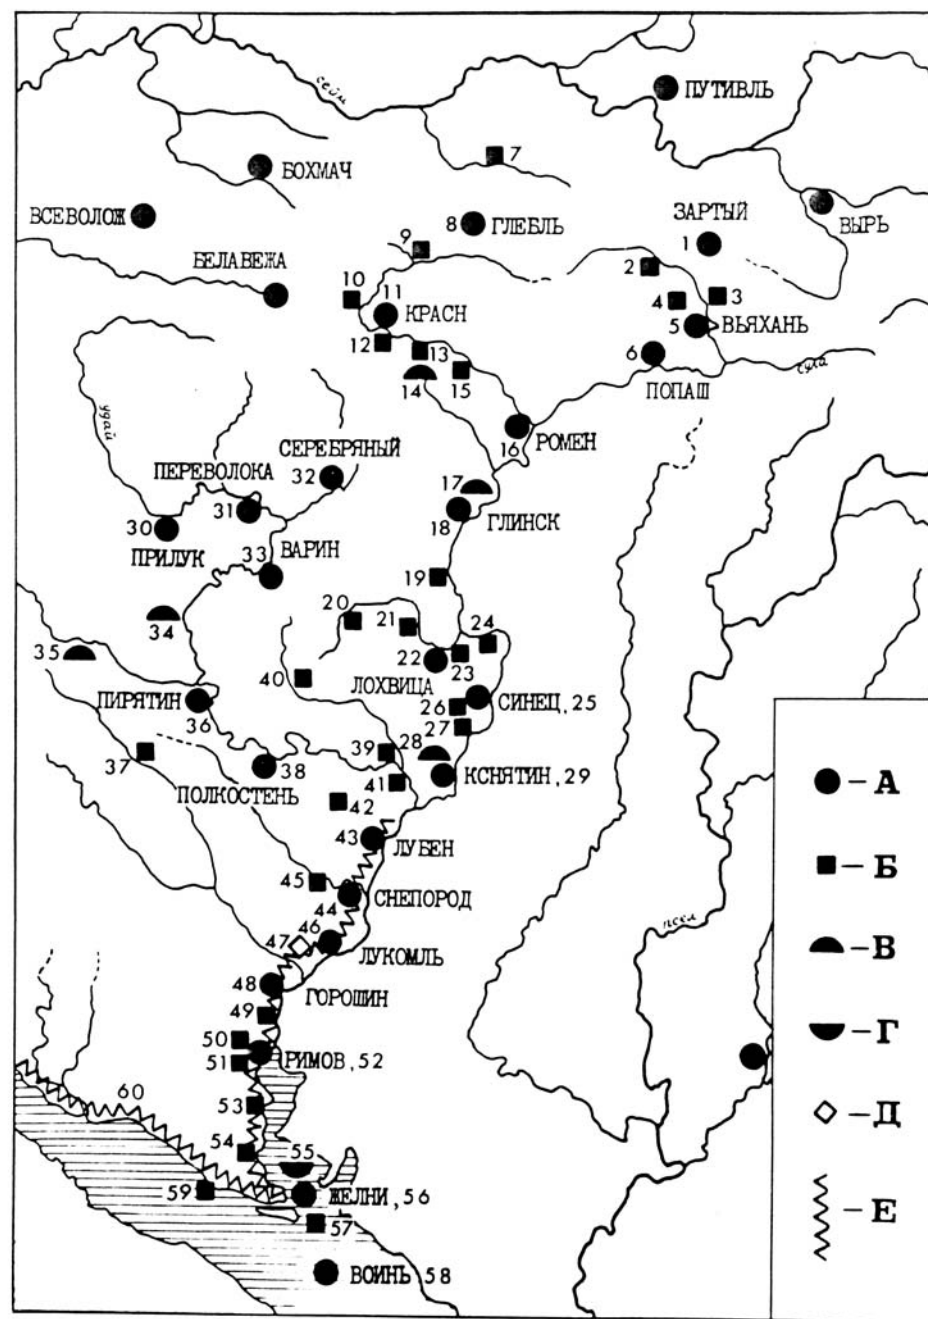 сейм
ПУТИВЛЬ
7
БОХМАЧ
ВСЕВОЛОЖ
ЗАРТЫЙ
ВЫРЬ
8 ГЛЕБЛЬ
1
9
БЕЛАВЕЖА
2
10 11
4 3
КРАСН
5 ВЬЯХАНЬ
12 13
6
14 15
ПОПАШ
сула
удай
16 РОМЕН
СЕРЕБРЯНЫЙ
ПЕРЕВОЛОКА
32
17
31
18 ГЛИНСК
30
ПРИЛУК
33 ВАРИН
19
20
21
34
24
35
22 23
40 ЛОХВИЦА
ПИРЯТИН
СИНЕЦ, 25
36
26
27
39 28
37
38
КСНЯТИН, 29
41
ПОЛКОСТЕНЬ
42
43 ЛУБЕН
45
44 СНЕПОРОД
псел
46
47
ЛУКОМЛЬ
48 ГОРОШИН
49
50
51 РИМОВ, 52
60
53
54
55
59
ЖЕЛНИ, 56
57
ВОИНЬ 58
– А
– Б
– В
– Г
– Д
– Е